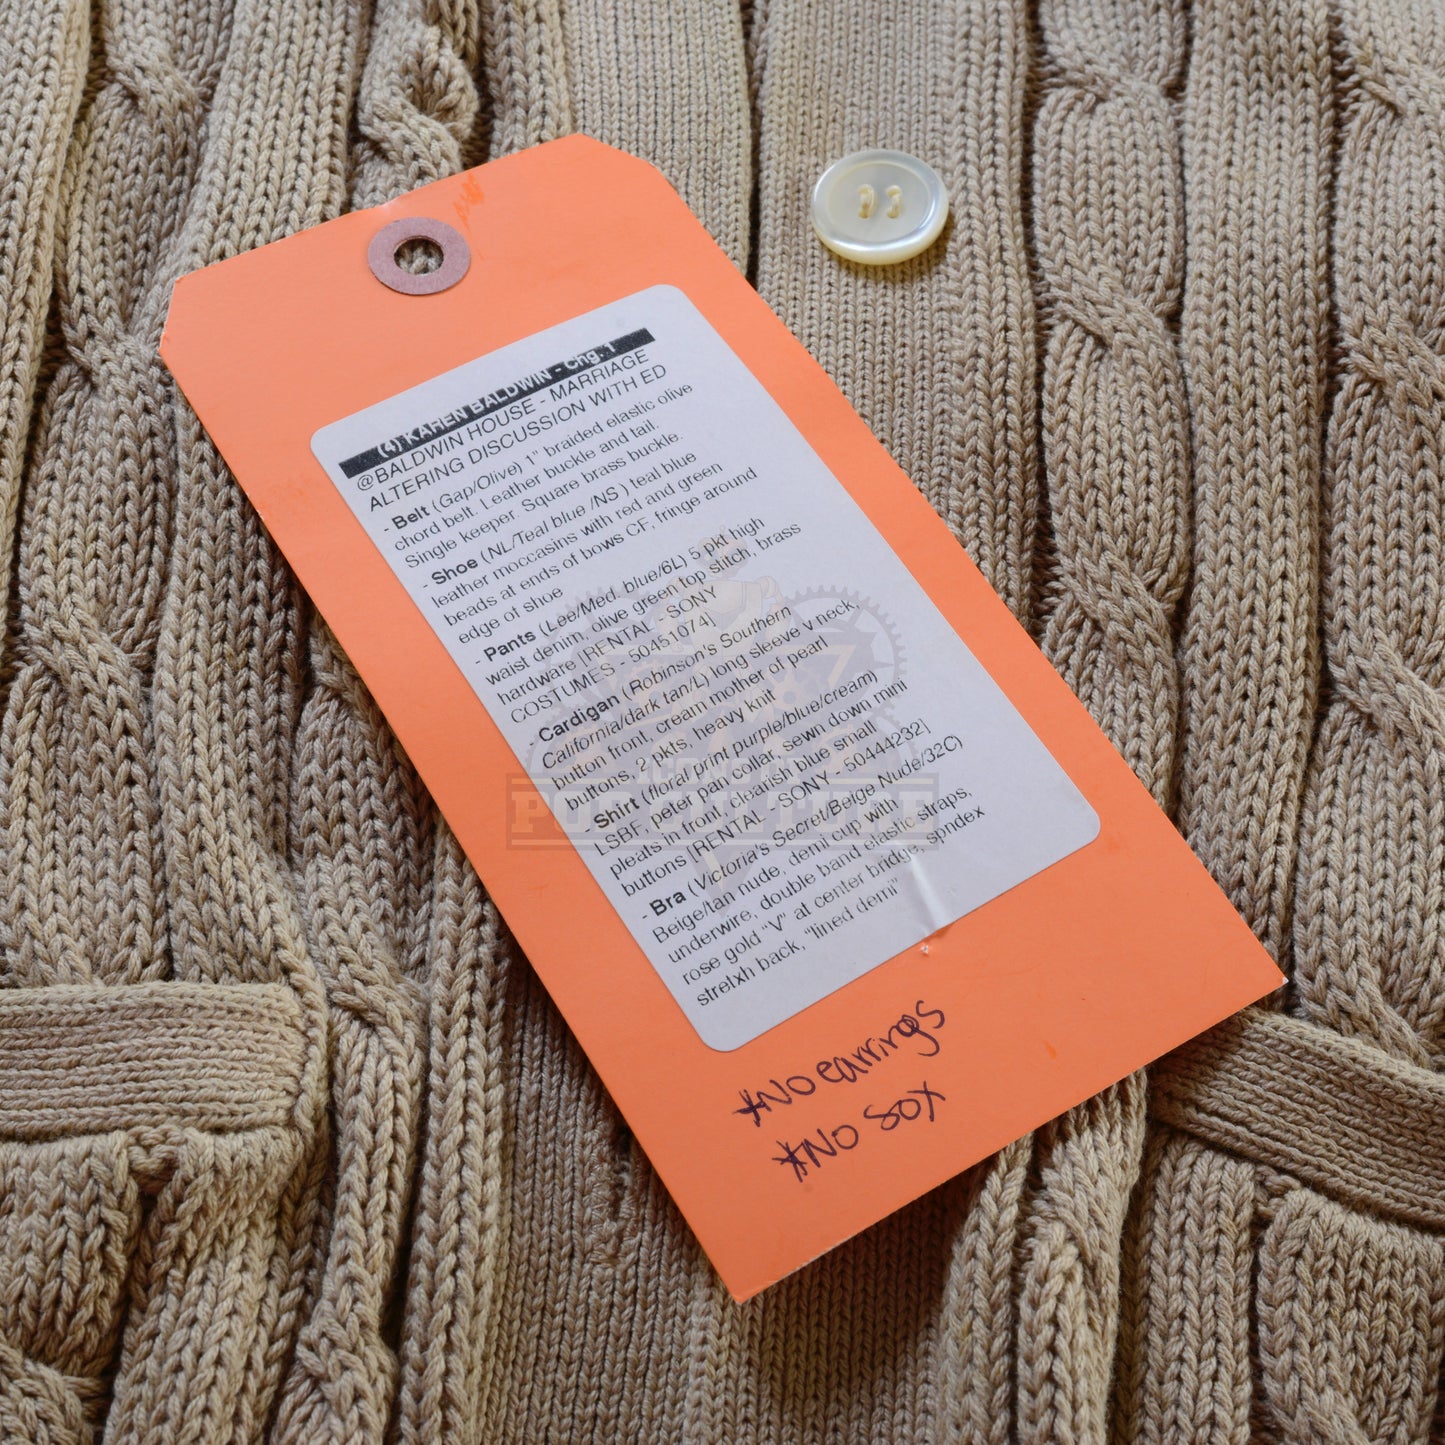 (4) KAREN BALDWIN - Chg. 1
@BALDWIN HOUSE - MARRIAGE
ALTERING DISCUSSION WITH ED
- Belt (Gap/Olive) 1" braided elastic olive
chord belt. Leather buckle and tail.
Single keeper. Square brass buckle.
- Shoe (NL/Teal blue /NS ) teal blue
leather moccasins with red and green
beads at ends of bows CF, fringe around
edge of shoe
- Pants (Lee/Med. blue/6L) 5 pkt high
waist denim, olive green top stitch, brass
hardware [RENTAL - SONY
COSTUMES - 50451074]
- Cardigan (Robinson's Southern
California/dark tan/L) long sleeve V neck,
button front, cream mother of pearl
buttons, 2 pkts, heavy knit
- Shirt (floral print purple/blue/cream)
LSBF, peter pan collar, sewn down mini
pleats in front, clearish blue small
buttons [RENTAL - SONY - 50444232]
- Bra (Victoria's Secret/Beige Nude/32C)
Beige/tan nude, demi cup with
underwire, double band elastic straps,
rose gold "V" at center bridge, spndex
stretxh back, "lined demi"
*NO earrings
*NO SOX
POP CULTURE